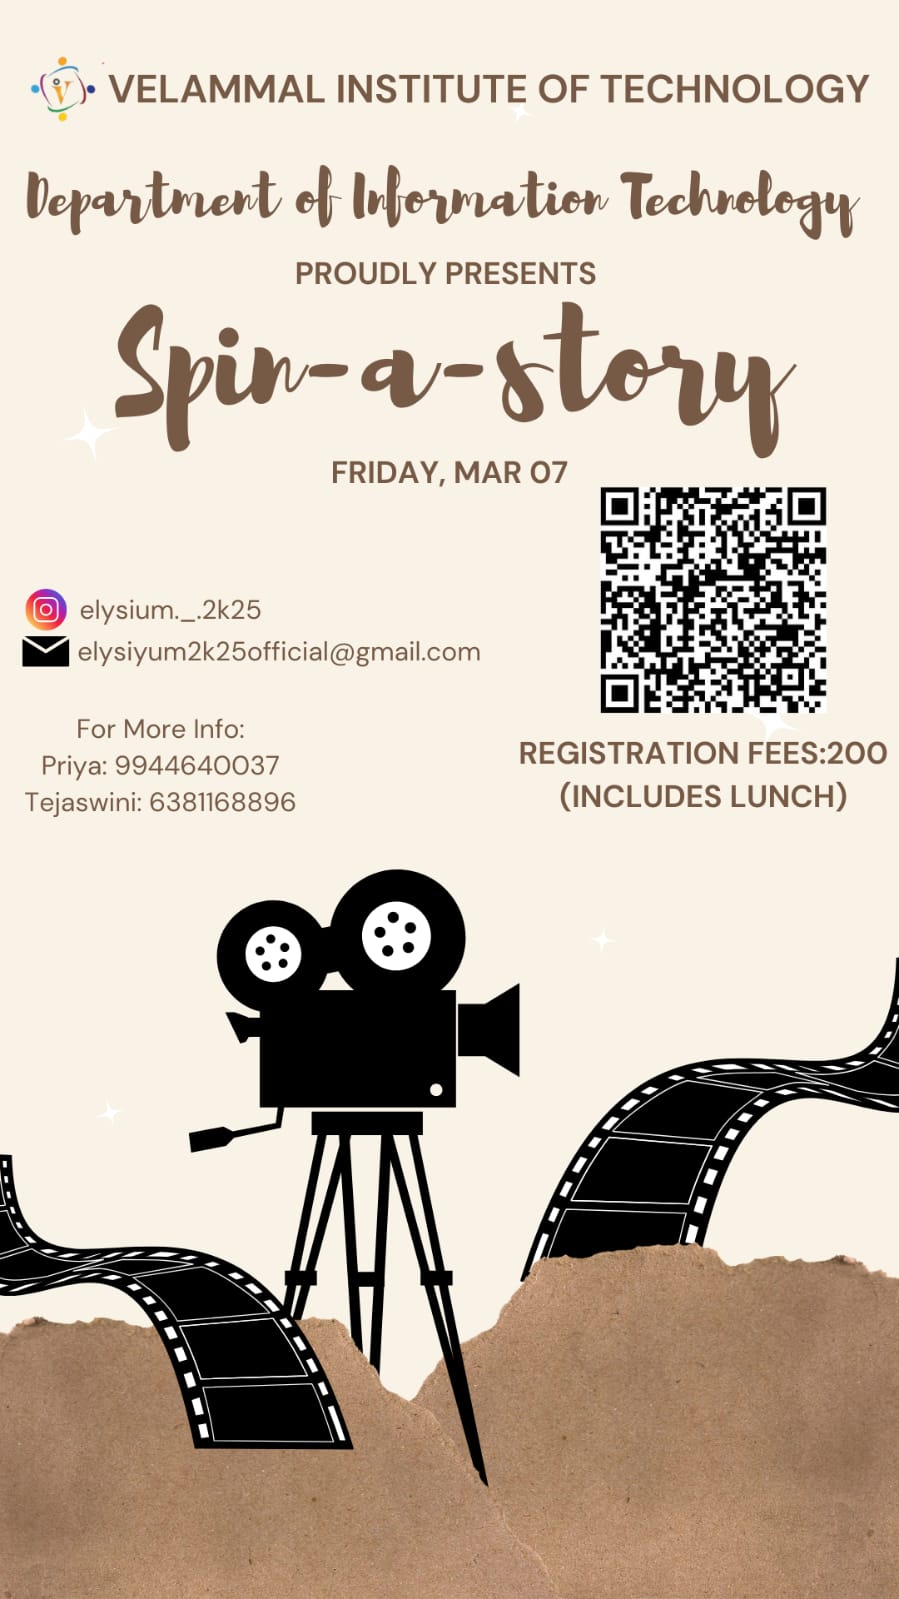 VELAMMAL INSTITUTE OF TECHNOLOGY
Department of Information Technology
PROUDLY PRESENTS
Spin-a-story
FRIDAY, MAR 07
elysium._.2k25
elysiyum2k25official@gmail.com
For More Info:
Priya: 9944640037
Tejaswini: 6381168896
REGISTRATION FEES:200
(INCLUDES LUNCH)